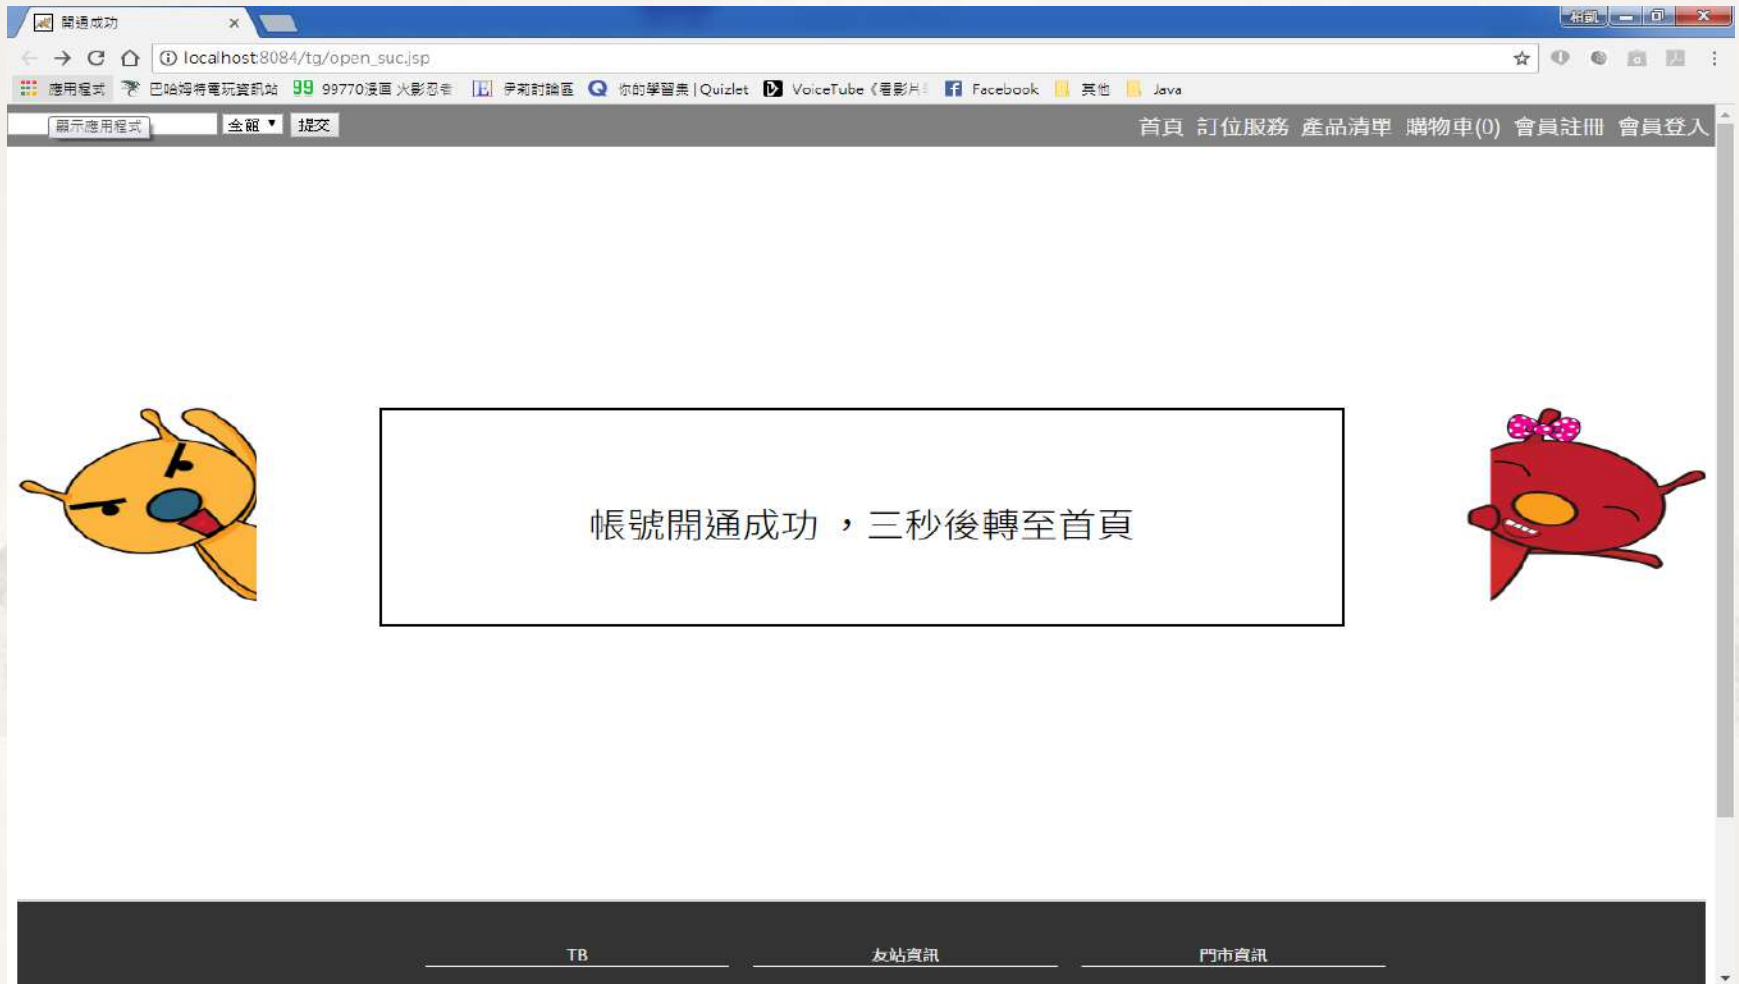 開通成功
柏凱
localhost:8084/tg/open_suc.jsp
應用程式 巴哈姆特電玩資訊站 99 99770漫画 火影忍者 伊莉討論區 你的學習集 | Quizlet VoiceTube《看影片 Facebook 其他 Java
顯示應用程式 全館 提交 首頁 訂位服務 產品清單 購物車(0) 會員註冊 會員登入
帳號開通成功 ，三秒後轉至首頁
TB 友站資訊 門市資訊